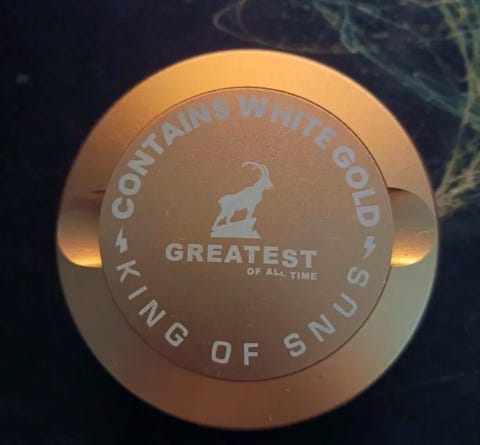 CONTAINS WHITE GOLD
GREATEST
OF ALL TIME
KING OF SNUS